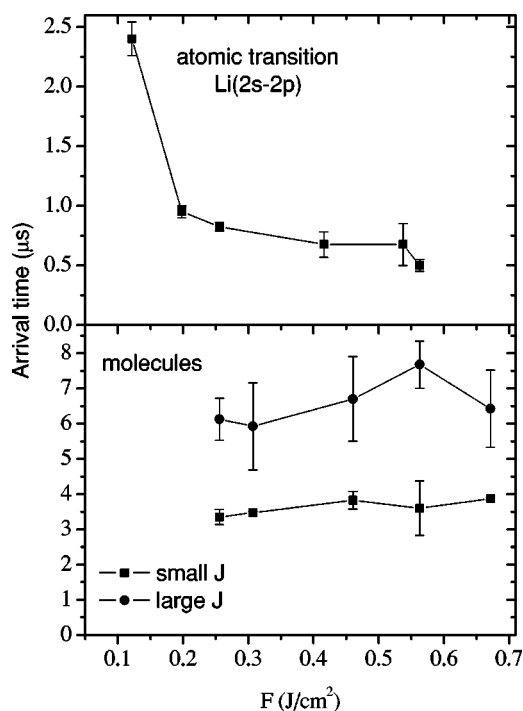 2.5
2.0
1.5
1.0
0.5
0.0
atomic transition
Li(2s-2p)
Arrival time (μs)
8
7
6
5
4
3
2
1
0
molecules
small J
large J
0.1 0.2 0.3 0.4 0.5 0.6 0.7
F (J/cm²)